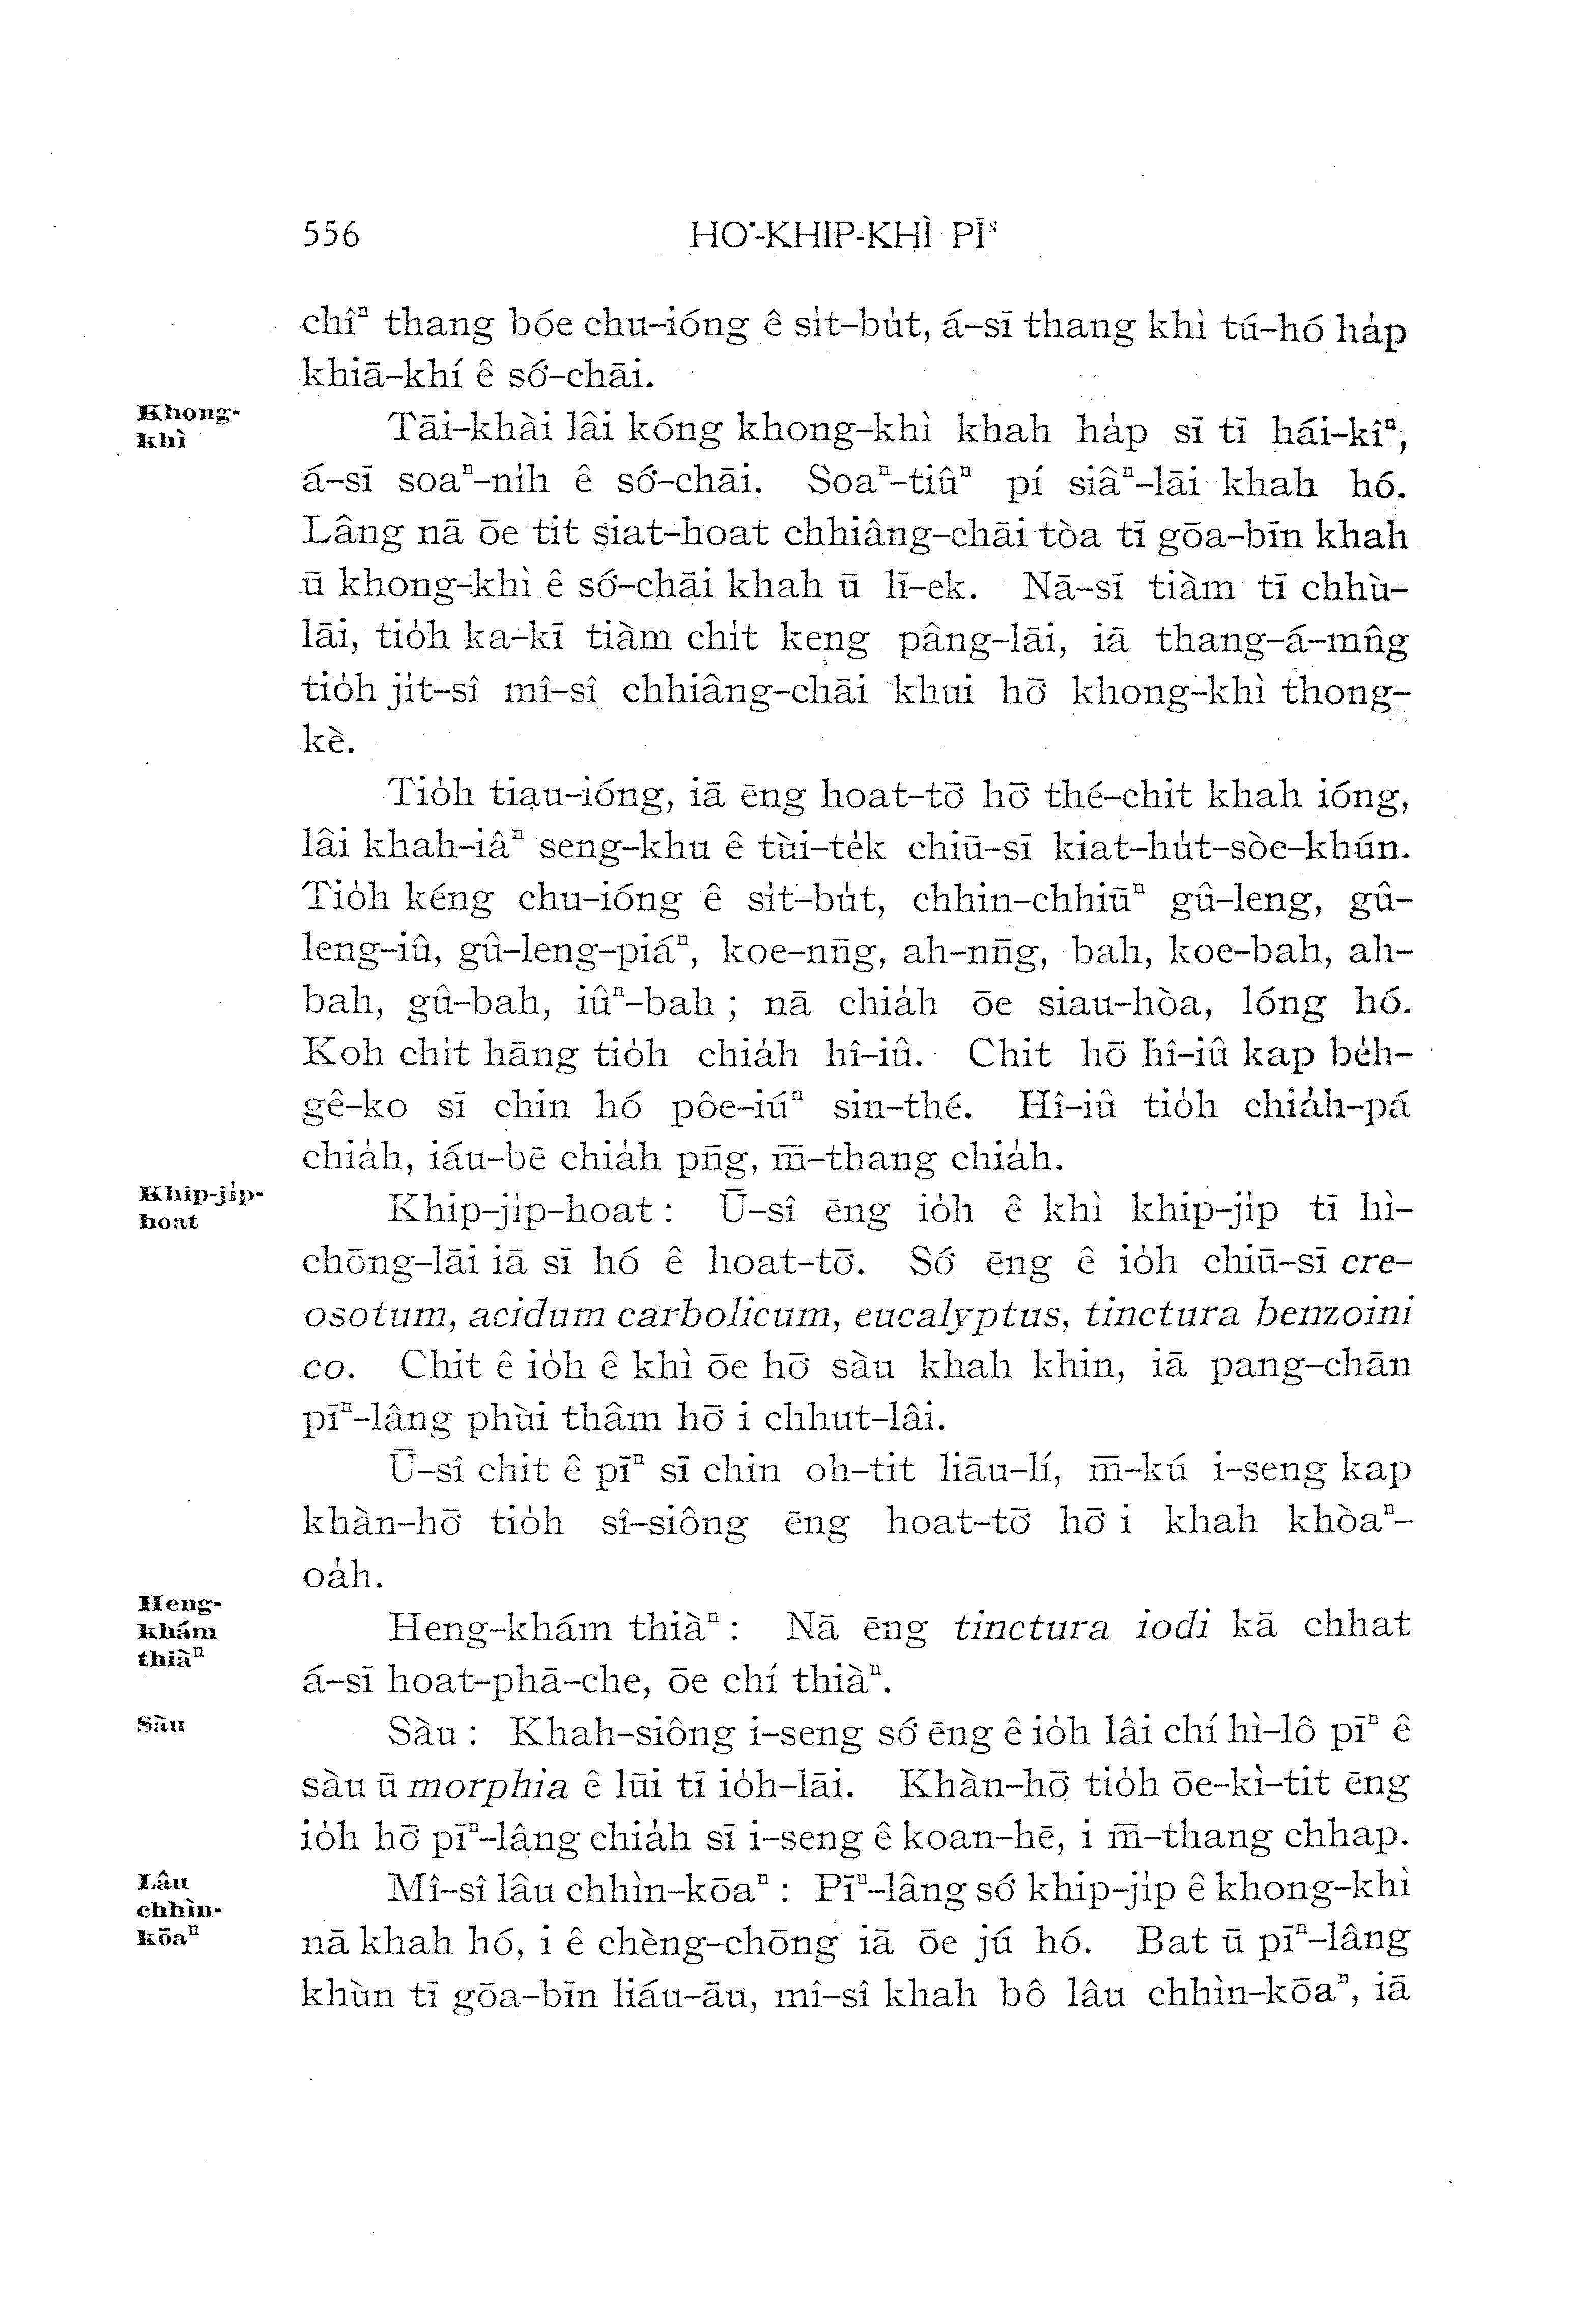 556 HO͘-KHIP-KHÌ PĪⁿ
chîⁿ thang bóe chu-ióng ê si̍t-bu̍t, á-sī thang khì tú-hó ha̍p
khiā-khí ê só͘-chāi.
Khong-
khì
Tāi-khài lâi kóng khong-khì khah ha̍p sī tī hái-kîⁿ,
á-sī soaⁿ-ni̍h ê só͘-chāi. Soaⁿ-tiûⁿ pí siâⁿ-lāi khah hó.
Lâng nā ōe tit siat-hoat chhiâng-chāi tòa tī gōa-bīn khah
ū khong-khì ê só͘-chāi khah ū lī-ek. Nā-sī tiàm tī chhù-
lāi, tio̍h ka-kī tiàm chi̍t keng pâng-lāi, iā thang-á-mn̂g
tio̍h ji̍t-sî mî-sî chhiâng-chāi khui hō͘ khong-khì thong-
kè.
Tio̍h tiau-ióng, iā ēng hoat-tō͘ hō͘ thé-chit khah ióng,
lâi khah-iâⁿ seng-khu ê tùi-te̍k chiū-sī kiat-hu̍t-sòe-khún.
Tio̍h kéng chu-ióng ê si̍t-bu̍t, chhin-chhiūⁿ gû-leng, gû-
leng-iû, gû-leng-piáⁿ, koe-nn̄g, ah-nn̄g, bah, koe-bah, ah-
bah, gû-bah, iûⁿ-bah ; nā chia̍h ōe siau-hòa, lóng hó.
Koh chi̍t hāng tio̍h chia̍h hî-iû. Chit hō hî-iû kap be̍h-
gê-ko sī chin hó pôe-iúⁿ sin-thé. Hî-iû tio̍h chia̍h-pá
chia̍h, iáu-bē chia̍h pn̄g, m̄-thang chia̍h.
Khip-ji̍p-
hoat
Khip-ji̍p-hoat : Ū-sî ēng io̍h ê khì khip-ji̍p tī hì-
chōng-lāi iā sī hó ê hoat-tō͘. Só͘ ēng ê io̍h chiū-sī cre-
osotum, acidum carbolicum, eucalyptus, tinctura benzoini
co. Chit ê io̍h ê khì ōe hō͘ sàu khah khin, iā pang-chān
pīⁿ-lâng phùi thâm hō͘ i chhut-lâi.
Ū-sî chit ê pīⁿ sī chin oh-tit liāu-lí, m̄-kú i-seng kap
khàn-hō͘ tio̍h sî-siông ēng hoat-tō͘ hō͘ i khah khòaⁿ-
oa̍h.
Heng-
khám
thiàⁿ
Heng-khám thiàⁿ : Nā ēng tinctura iodi kā chhat
á-sī hoat-phā-che, ōe chí thiàⁿ.
Sàu
Sàu : Khah-siông i-seng só͘ ēng ê io̍h lâi chí hì-lô pīⁿ ê
sàu ū morphia ê lūi tī io̍h-lāi. Khàn-hō͘ tio̍h ōe-kì-tit ēng
io̍h hō͘ pīⁿ-lâng chia̍h sī i-seng ê koan-hē, i m̄-thang chhap.
Lâu
chhìn-
kōaⁿ
Mî-sî lâu chhìn-kōaⁿ : Pīⁿ-lâng só͘ khip-ji̍p ê khong-khì
nā khah hó, i ê chèng-chōng iā ōe jú hó. Bat ū pīⁿ-lâng
khùn tī gōa-bīn liáu-āu, mî-sî khah bô lâu chhìn-kōaⁿ, iā